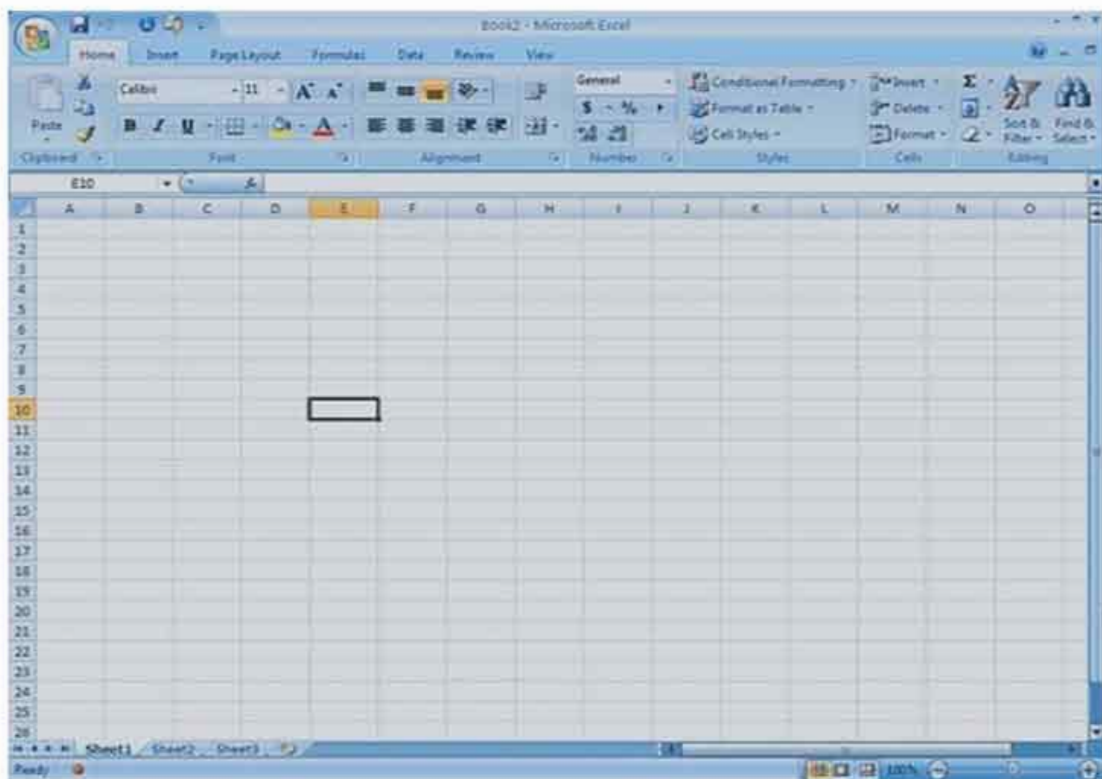 Book2 - Microsoft Excel
Home Insert Page Layout Formulas Data Review View
Calibri 11 General Conditional Formatting Insert Σ
Paste B I U A $ % Format as Table Delete Sort & Filter Find & Select
Cell Styles Format
Clipboard Font Alignment Number Styles Cells Editing
E10 fx
A B C D E F G H I J K L M N O
1
2
3
4
5
6
7
8
9
10
11
12
13
14
15
16
17
18
19
20
21
22
23
24
25
26
Sheet1 Sheet2 Sheet3
Ready 100%